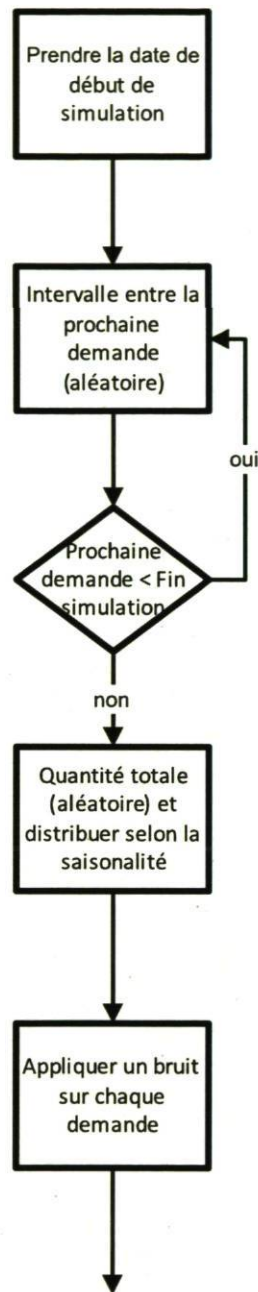 Prendre la date de
début de
simulation
Intervalle entre la
prochaine
demande
(aléatoire)
oui
Prochaine
demande < Fin
simulation
non
Quantité totale
(aléatoire) et
distribuer selon la
saisonalité
Appliquer un bruit
sur chaque
demande